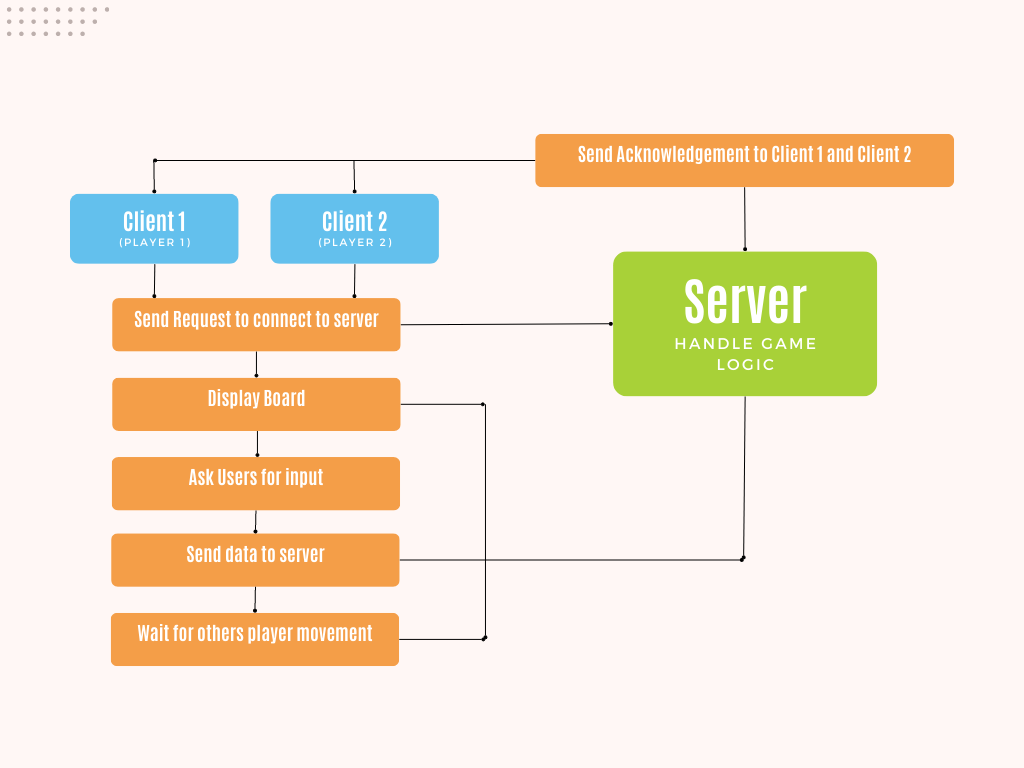 Send Acknowledgement to Client 1 and Client 2
Client 1
(PLAYER 1)
Client 2
(PLAYER 2)
Server
HANDLE GAME
LOGIC
Send Request to connect to server
Display Board
Ask Users for input
Send data to server
Wait for others player movement